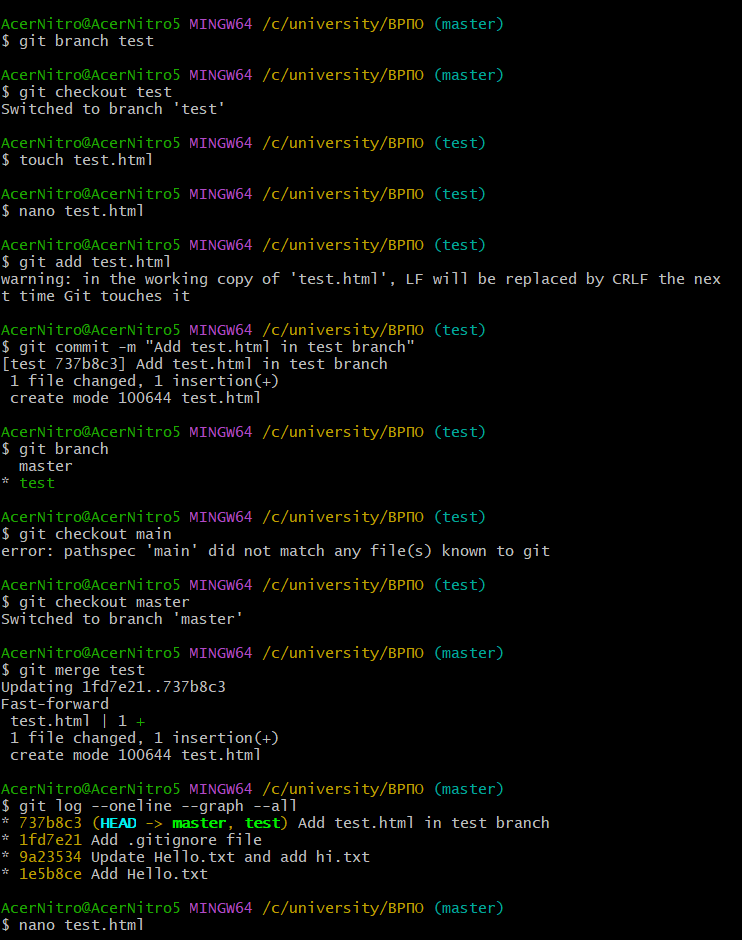 AcerNitro@AcerNitro5 MINGW64 /c/university/ВРПО (master)
$ git branch test
AcerNitro@AcerNitro5 MINGW64 /c/university/ВРПО (master)
$ git checkout test
Switched to branch 'test'
AcerNitro@AcerNitro5 MINGW64 /c/university/ВРПО (test)
$ touch test.html
AcerNitro@AcerNitro5 MINGW64 /c/university/ВРПО (test)
$ nano test.html
AcerNitro@AcerNitro5 MINGW64 /c/university/ВРПО (test)
$ git add test.html
warning: in the working copy of 'test.html', LF will be replaced by CRLF the nex
t time Git touches it
AcerNitro@AcerNitro5 MINGW64 /c/university/ВРПО (test)
$ git commit -m "Add test.html in test branch"
[test 737b8c3] Add test.html in test branch
 1 file changed, 1 insertion(+)
 create mode 100644 test.html
AcerNitro@AcerNitro5 MINGW64 /c/university/ВРПО (test)
$ git branch
  master
* test
AcerNitro@AcerNitro5 MINGW64 /c/university/ВРПО (test)
$ git checkout main
error: pathspec 'main' did not match any file(s) known to git
AcerNitro@AcerNitro5 MINGW64 /c/university/ВРПО (test)
$ git checkout master
Switched to branch 'master'
AcerNitro@AcerNitro5 MINGW64 /c/university/ВРПО (master)
$ git merge test
Updating 1fd7e21..737b8c3
Fast-forward
 test.html | 1 +
 1 file changed, 1 insertion(+)
 create mode 100644 test.html
AcerNitro@AcerNitro5 MINGW64 /c/university/ВРПО (master)
$ git log --oneline --graph --all
* 737b8c3 (HEAD -> master, test) Add test.html in test branch
* 1fd7e21 Add .gitignore file
* 9a23534 Update Hello.txt and add hi.txt
* 1e5b8ce Add Hello.txt
AcerNitro@AcerNitro5 MINGW64 /c/university/ВРПО (master)
$ nano test.html